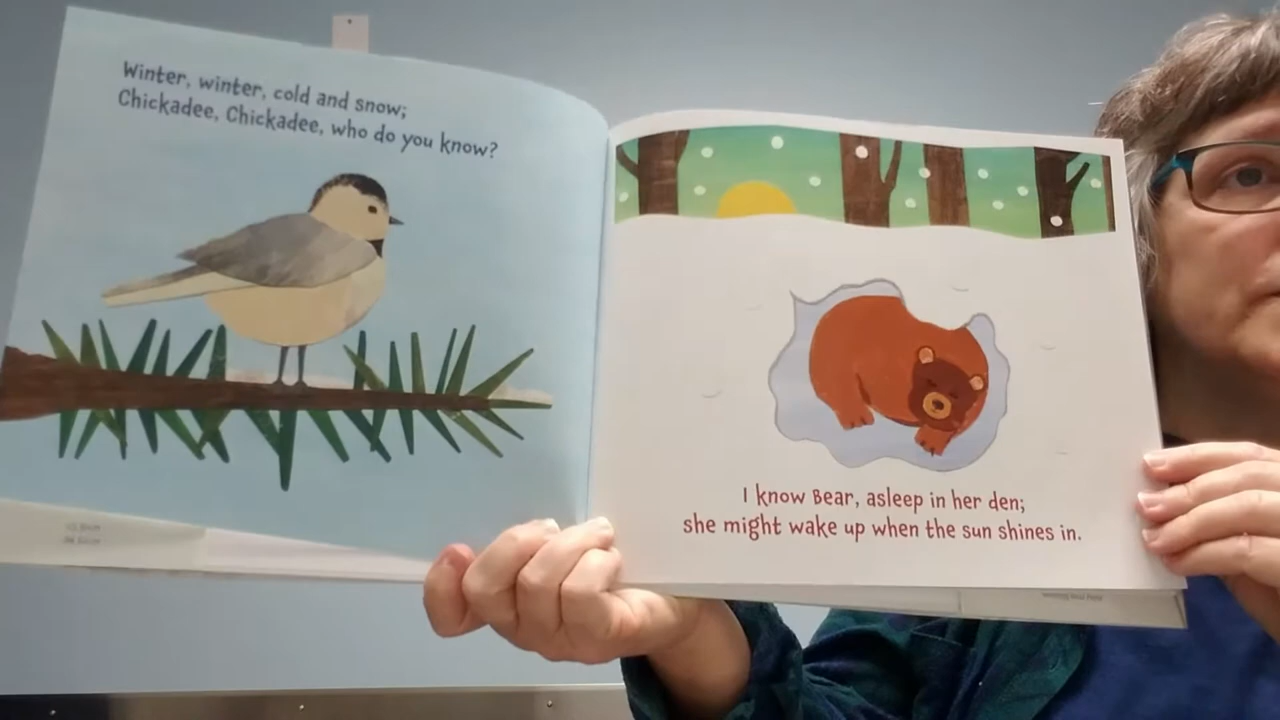 Winter, winter, cold and snow;
Chickadee, Chickadee, who do you know?
I know Bear, asleep in her den;
she might wake up when the sun shines in.